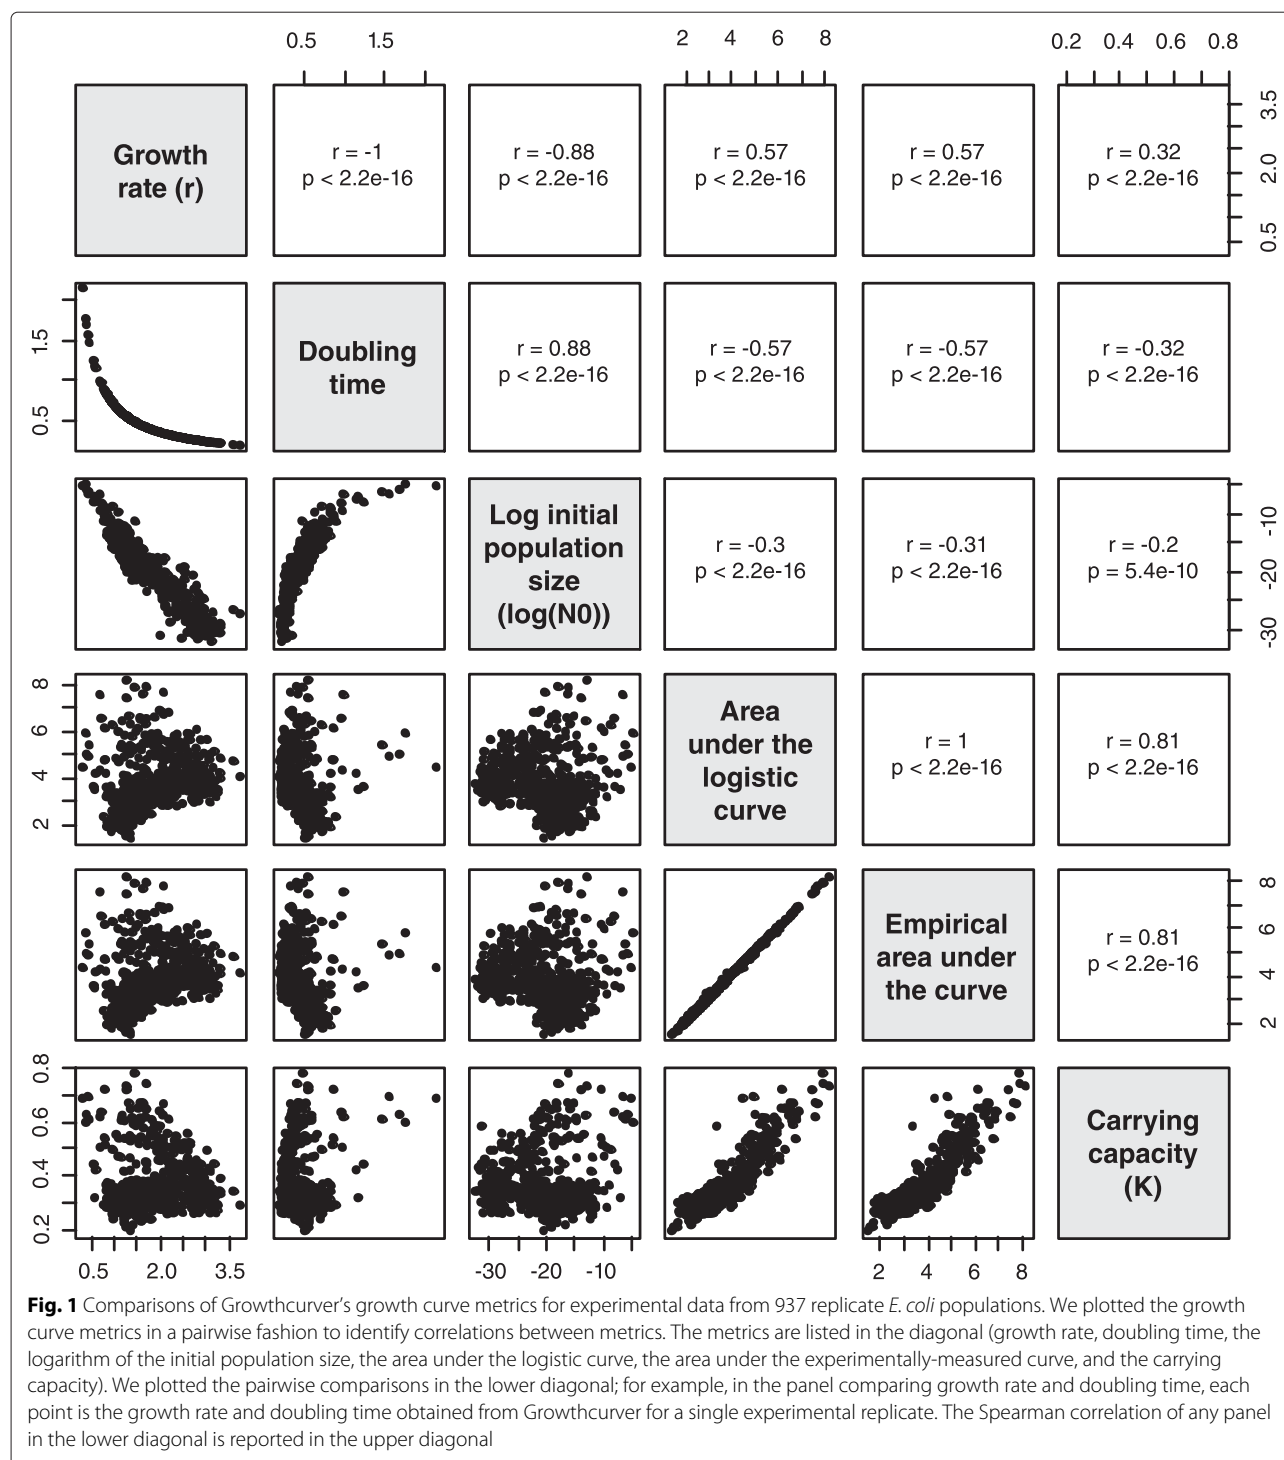 0.5 1.5 2 4 6 8 0.2 0.4 0.6 0.8
Growth
rate (r)
r = -1
p < 2.2e-16
r = -0.88
p < 2.2e-16
r = 0.57
p < 2.2e-16
r = 0.57
p < 2.2e-16
r = 0.32
p < 2.2e-16
0.5 2.0 3.5
0.5 1.5
Doubling
time
r = 0.88
p < 2.2e-16
r = -0.57
p < 2.2e-16
r = -0.57
p < 2.2e-16
r = -0.32
p < 2.2e-16
Log initial
population
size
(log(N0))
r = -0.3
p < 2.2e-16
r = -0.31
p < 2.2e-16
r = -0.2
p = 5.4e-10
-30 -20 -10
2 4 6 8
Area
under the
logistic
curve
r = 1
p < 2.2e-16
r = 0.81
p < 2.2e-16
Empirical
area under
the curve
r = 0.81
p < 2.2e-16
2 4 6 8
0.2 0.4 0.6 0.8
Carrying
capacity
(K)
0.5 2.0 3.5 -30 -20 -10 2 4 6 8
Fig. 1 Comparisons of Growthcurver's growth curve metrics for experimental data from 937 replicate E. coli populations. We plotted the growth
curve metrics in a pairwise fashion to identify correlations between metrics. The metrics are listed in the diagonal (growth rate, doubling time, the
logarithm of the initial population size, the area under the logistic curve, the area under the experimentally-measured curve, and the carrying
capacity). We plotted the pairwise comparisons in the lower diagonal; for example, in the panel comparing growth rate and doubling time, each
point is the growth rate and doubling time obtained from Growthcurver for a single experimental replicate. The Spearman correlation of any panel
in the lower diagonal is reported in the upper diagonal